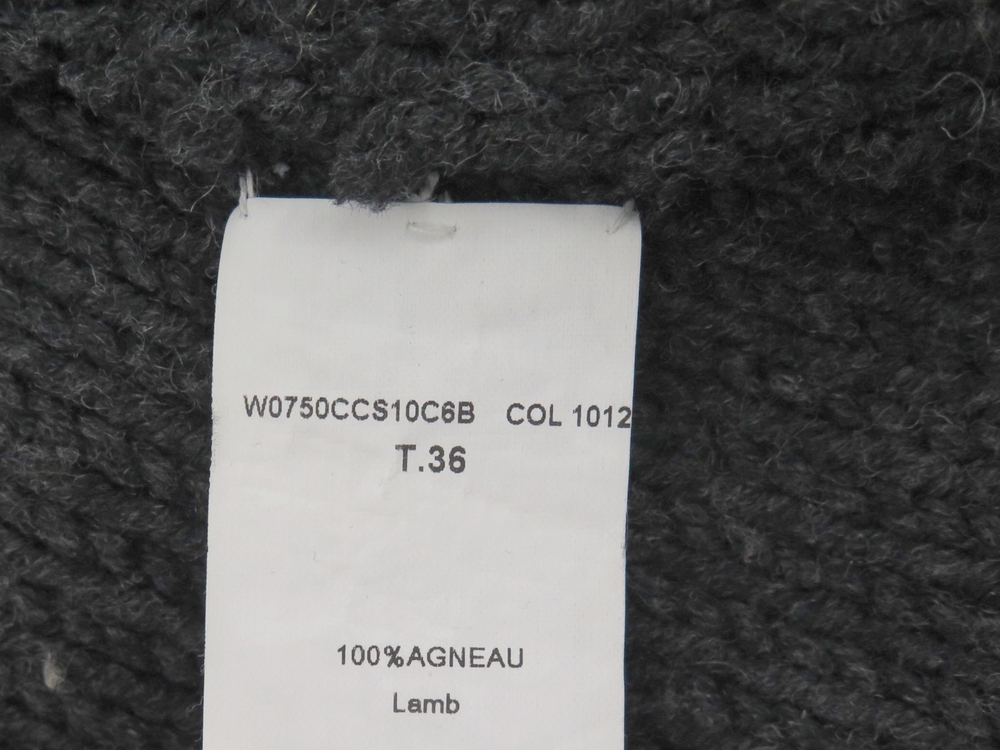 W0750CCS10C6B COL 1012
T.36
100%AGNEAU
Lamb